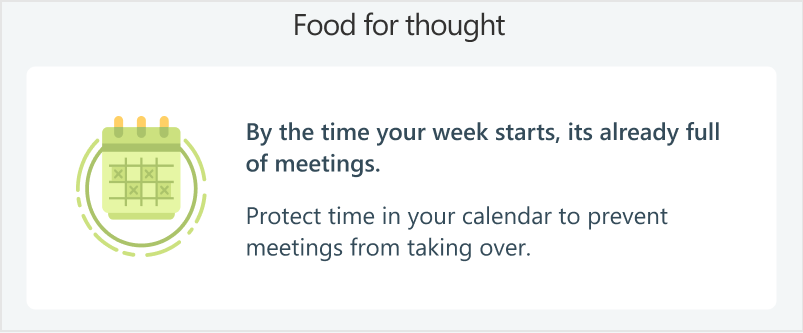 Food for thought
By the time your week starts, its already full
of meetings.
Protect time in your calendar to prevent
meetings from taking over.